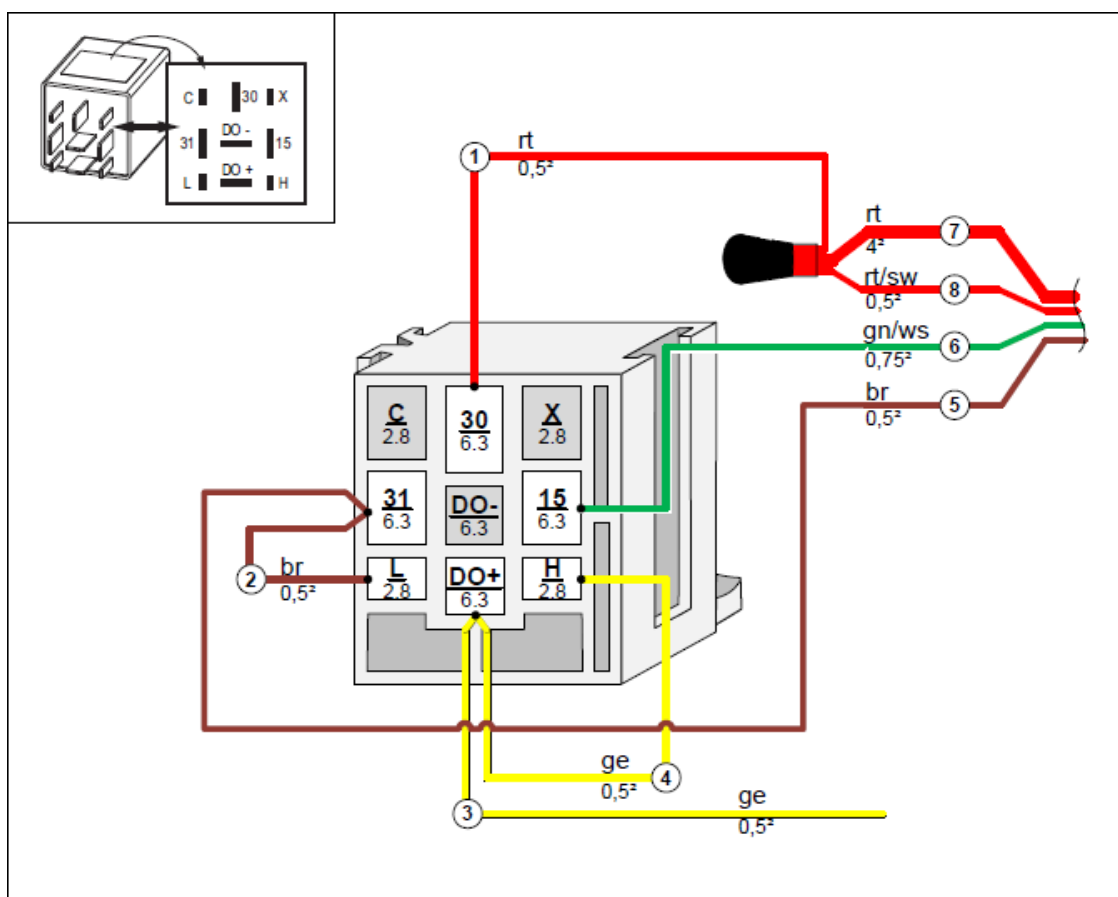 C 30 X
31 DO - 15
L DO + H
1 rt
0,5²
rt 7
4²
rt/sw 8
0,5²
gn/ws 6
0,75²
br 5
0,5²
C 30 X
2.8 6.3 2.8
31 DO- 15
6.3 6.3 6.3
L DO+ H
2.8 6.3 2.8
2 br
0,5²
ge 4
0,5²
3 ge
0,5²